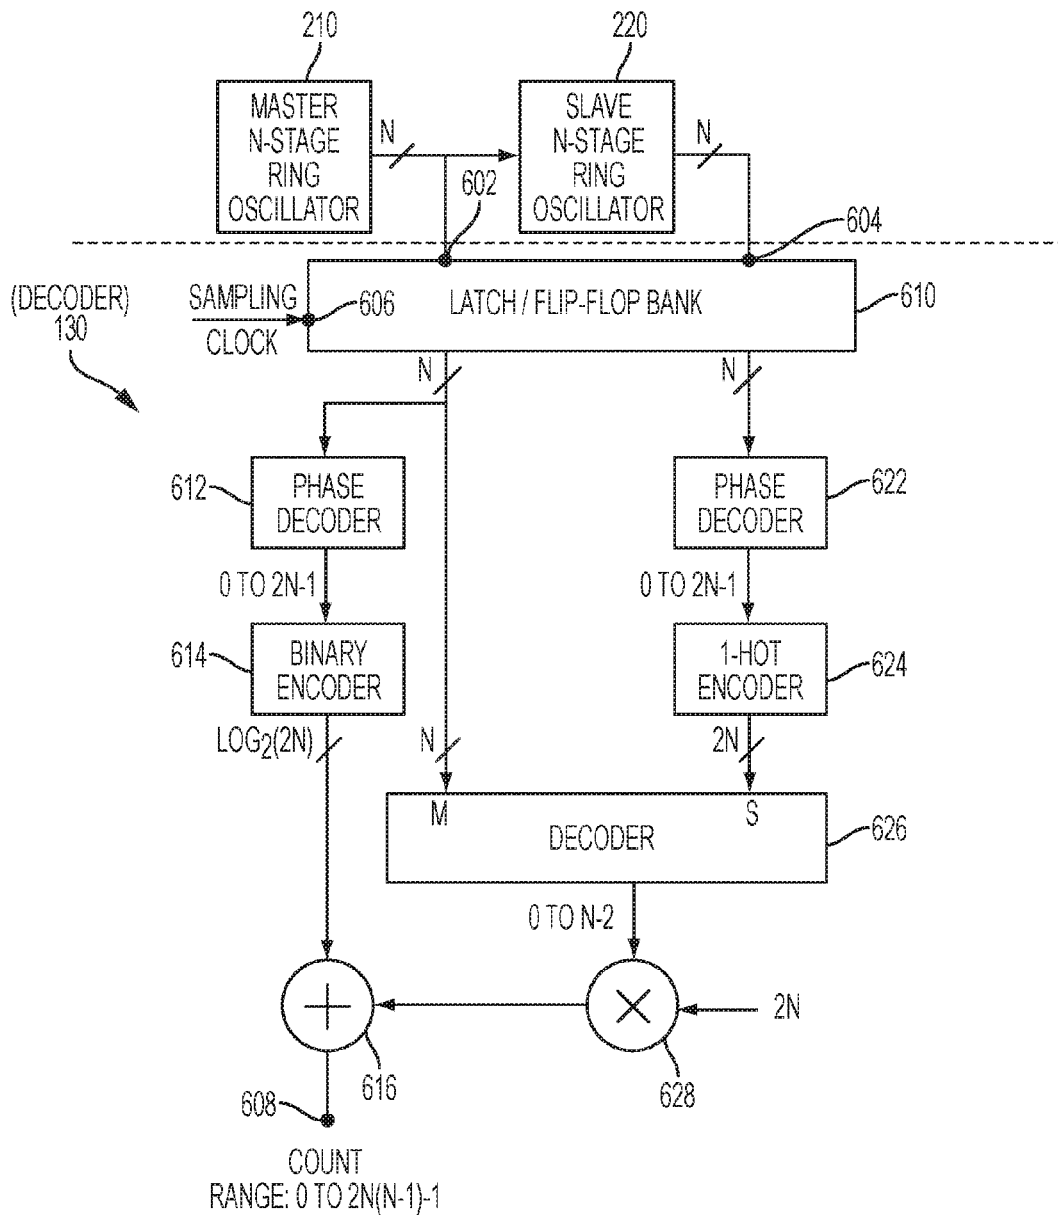 210
220
MASTER
N-STAGE
RING
OSCILLATOR
N
SLAVE
N-STAGE
RING
OSCILLATOR
N
602
604
(DECODER)
130
SAMPLING
CLOCK
606
LATCH / FLIP-FLOP BANK
610
N
N
612
PHASE
DECODER
PHASE
DECODER
622
0 TO 2N-1
0 TO 2N-1
614
BINARY
ENCODER
1-HOT
ENCODER
624
LOG2(2N)
N
2N
M
S
DECODER
626
0 TO N-2
2N
616
628
608
COUNT
RANGE: 0 TO 2N(N-1)-1